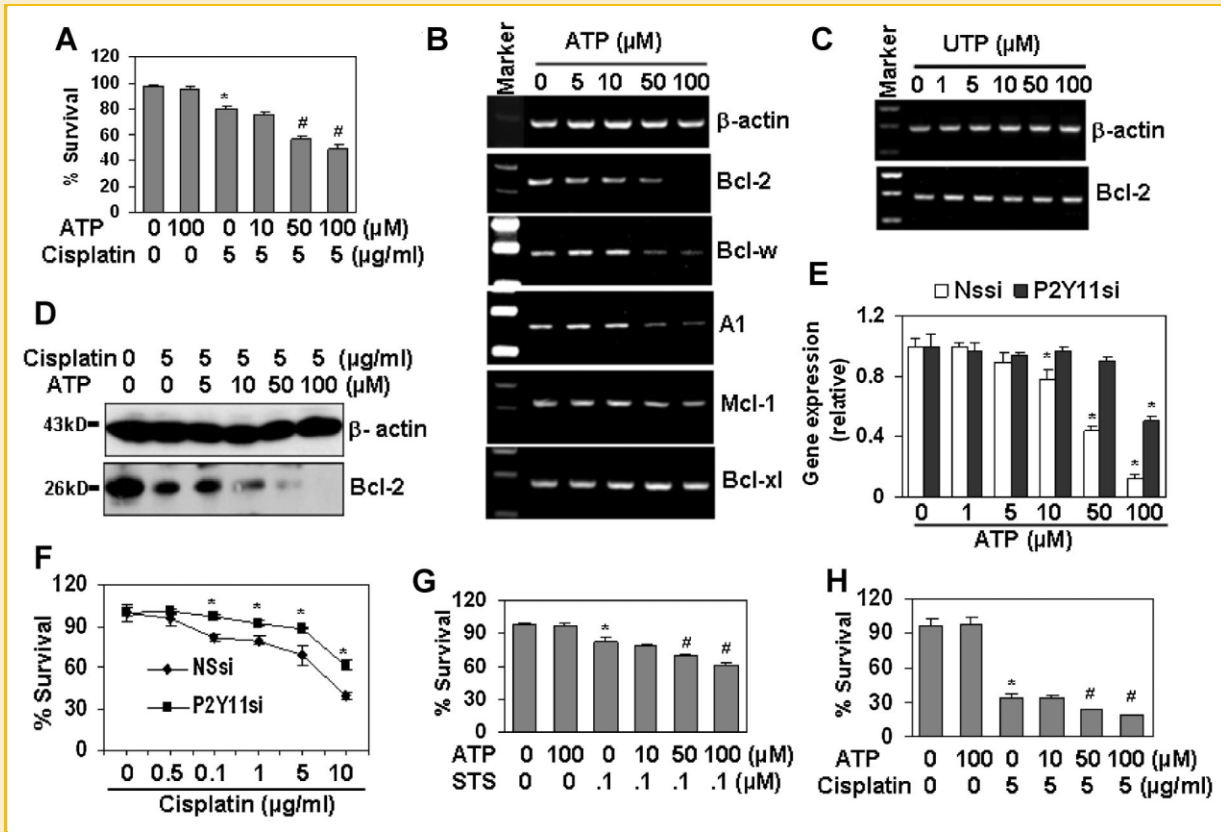 A
% Survival
120
100
80
60
40
20
0
*
#
#
ATP 0 100 0 10 50 100 (µM)
Cisplatin 0 0 5 5 5 5 (µg/ml)
B
ATP (µM)
Marker
0 5 10 50 100
β-actin
Bcl-2
Bcl-w
A1
Mcl-1
Bcl-xl
C
UTP (µM)
Marker
0 1 5 10 50 100
β-actin
Bcl-2
D
Cisplatin 0 5 5 5 5 5 (µg/ml)
ATP 0 0 5 10 50 100 (µM)
43kD
β- actin
26kD
Bcl-2
E
Nssi P2Y11si
Gene expression
(relative)
1.2
0.8
0.4
0
*
*
*
*
0 1 5 10 50 100
ATP (µM)
F
% Survival
120
90
60
30
0
* * * *
NSsi
P2Y11si
0 0.5 0.1 1 5 10
Cisplatin (µg/ml)
G
% Survival
120
90
60
30
0
*
#
#
ATP 0 100 0 10 50 100 (µM)
STS 0 0 .1 .1 .1 .1 (µM)
H
% Survival
120
90
60
30
0
*
#
#
ATP 0 100 0 10 50 100 (µM)
Cisplatin 0 0 5 5 5 5 (µg/ml)